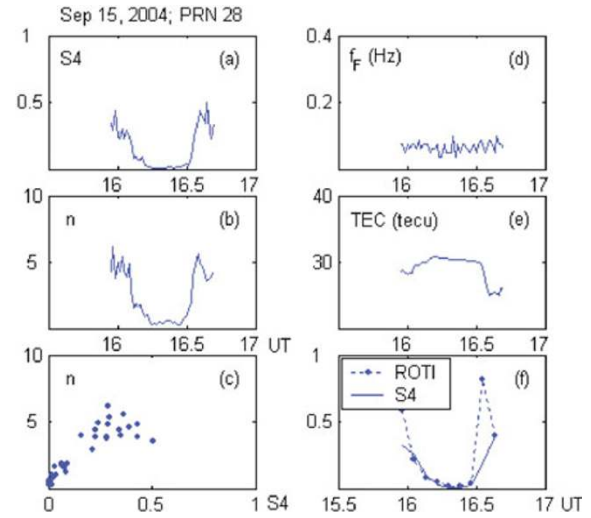 Sep 15, 2004; PRN 28
1
S4
(a)
0.5
16 16.5 17
0.4
f_F (Hz)
(d)
0.2
16 16.5 17
10
n
(b)
5
16 16.5 UT
40
TEC (tecu)
(e)
30
16 16.5 17
10
n
(c)
5
0 0.5 1 S4
1
ROTI
S4
(f)
0.5
15.5 16 16.5 17 UT